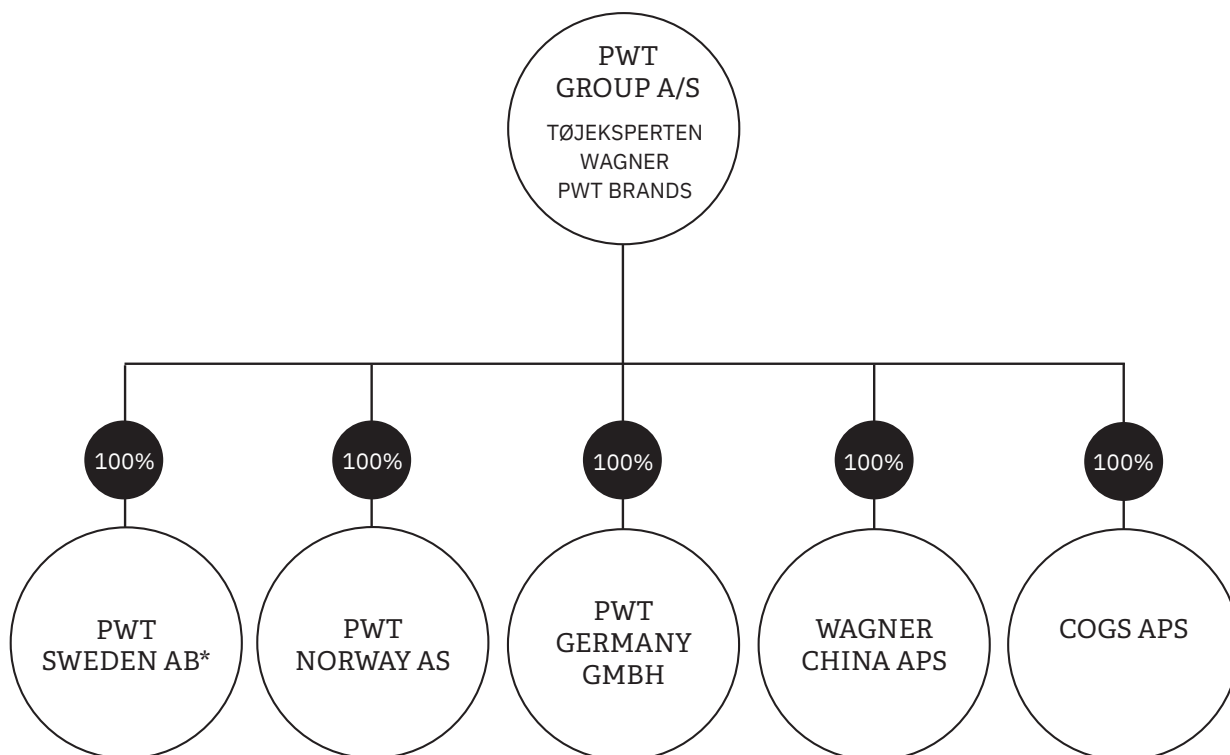 PWT
GROUP A/S
TØJEKSPERTEN
WAGNER
PWT BRANDS
100%
100%
100%
100%
100%
PWT
SWEDEN AB*
PWT
NORWAY AS
PWT
GERMANY
GMBH
WAGNER
CHINA APS
COGS APS